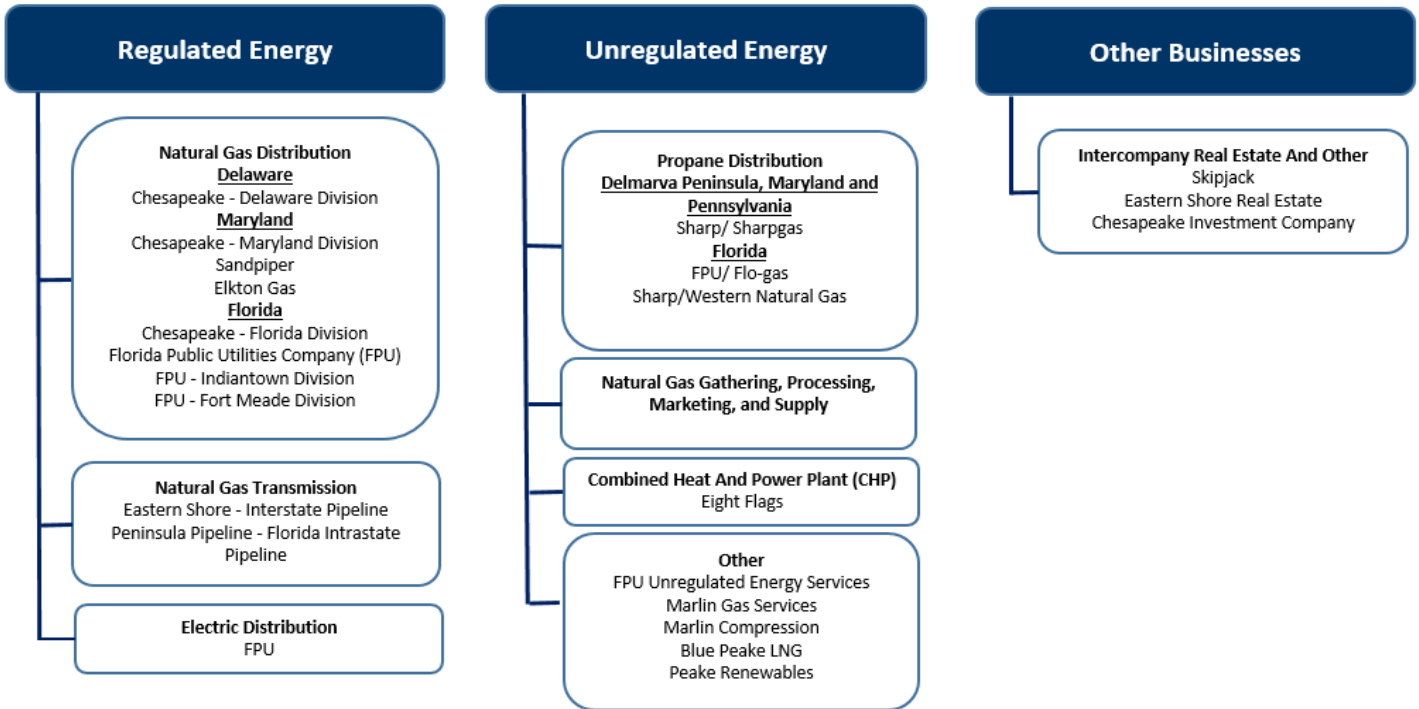 Regulated Energy
Natural Gas Distribution
Delaware
Chesapeake - Delaware Division
Maryland
Chesapeake - Maryland Division
Sandpiper
Elkton Gas
Florida
Chesapeake - Florida Division
Florida Public Utilities Company (FPU)
FPU - Indiantown Division
FPU - Fort Meade Division
Natural Gas Transmission
Eastern Shore - Interstate Pipeline
Peninsula Pipeline - Florida Intrastate
Pipeline
Electric Distribution
FPU
Unregulated Energy
Propane Distribution
Delmarva Peninsula, Maryland and
Pennsylvania
Sharp/ Sharpgas
Florida
FPU/ Flo-gas
Sharp/Western Natural Gas
Natural Gas Gathering, Processing,
Marketing, and Supply
Combined Heat And Power Plant (CHP)
Eight Flags
Other
FPU Unregulated Energy Services
Marlin Gas Services
Marlin Compression
Blue Peake LNG
Peake Renewables
Other Businesses
Intercompany Real Estate And Other
Skipjack
Eastern Shore Real Estate
Chesapeake Investment Company